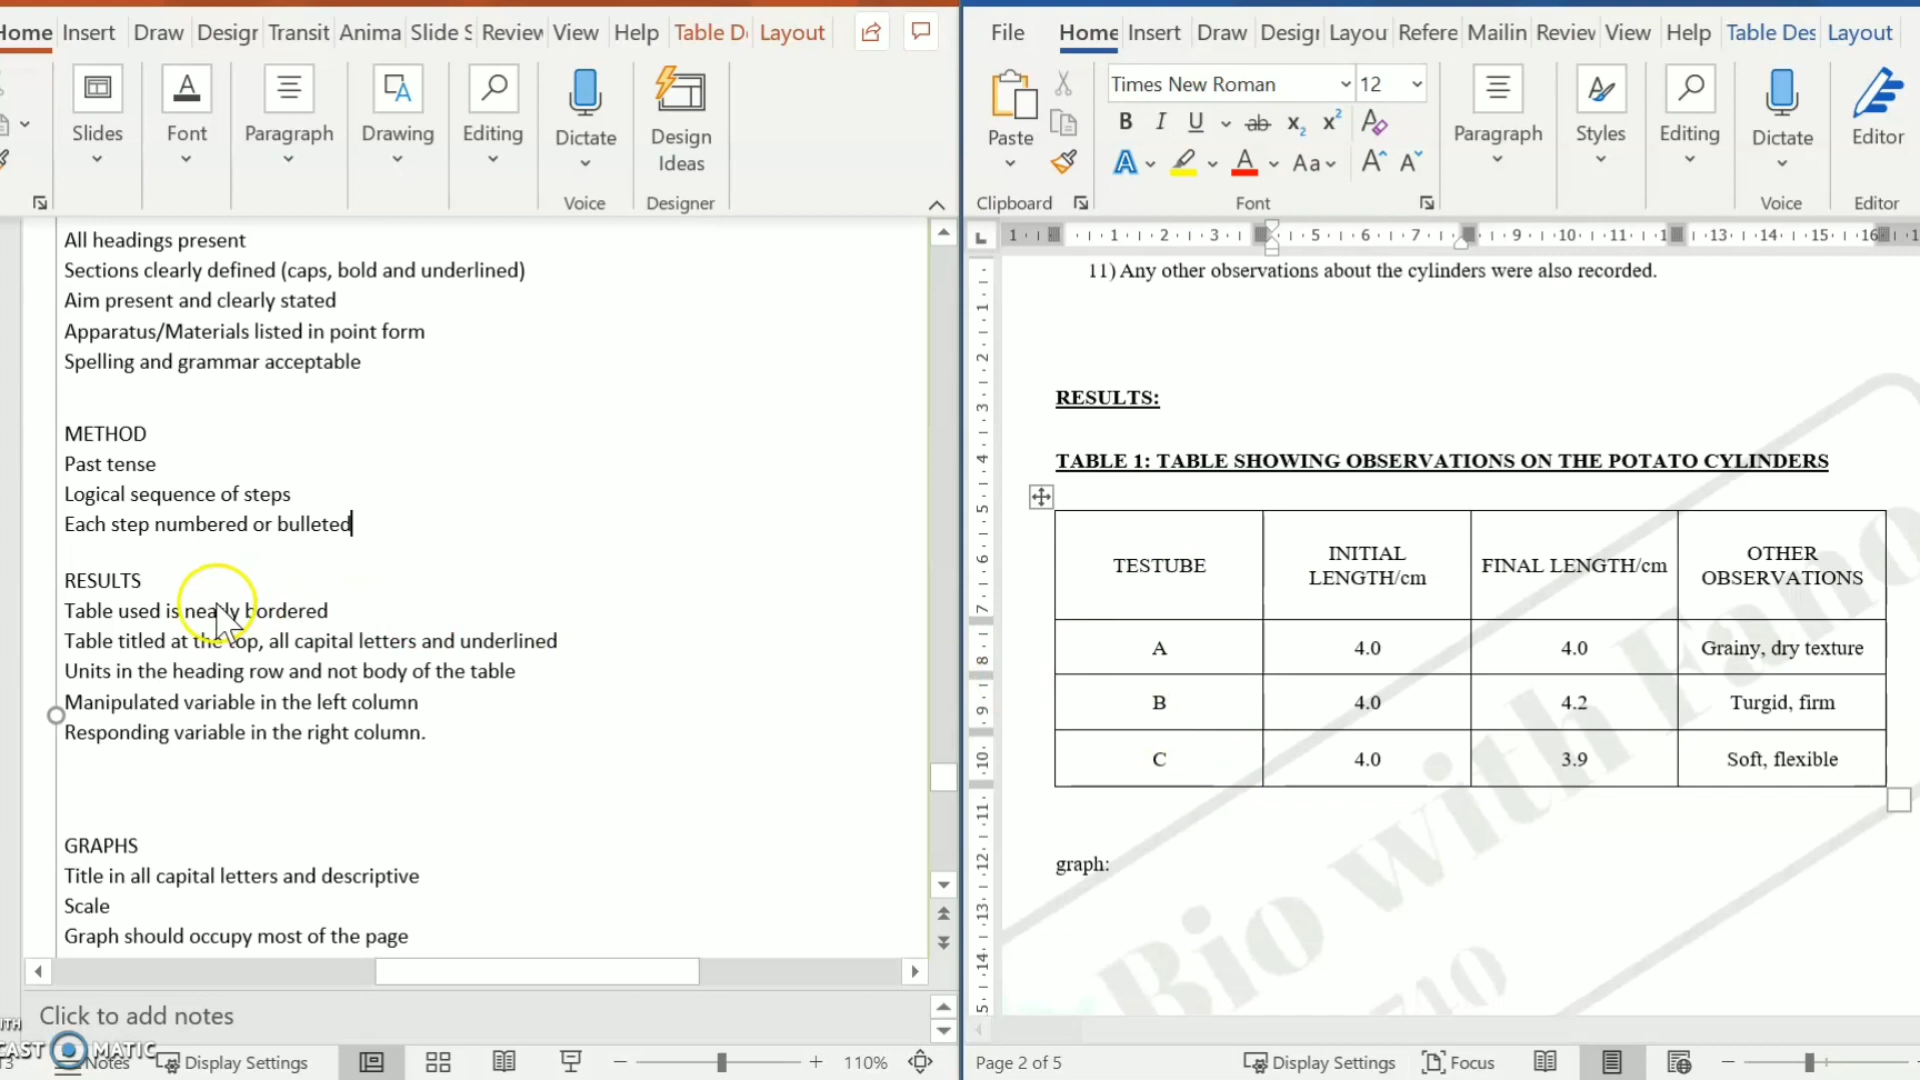 Home Insert Draw Design Transit Anima Slide S Review View Help Table D Layout
Slides Font Paragraph Drawing Editing Dictate Design Ideas
Voice Designer
All headings present
Sections clearly defined (caps, bold and underlined)
Aim present and clearly stated
Apparatus/Materials listed in point form
Spelling and grammar acceptable
METHOD
Past tense
Logical sequence of steps
Each step numbered or bulleted
RESULTS
Table used is neatly bordered
Table titled at the top, all capital letters and underlined
Units in the heading row and not body of the table
Manipulated variable in the left column
Responding variable in the right column.
GRAPHS
Title in all capital letters and descriptive
Scale
Graph should occupy most of the page
Click to add notes
Notes Display Settings 110%
File Home Insert Draw Desig Layou Refere Mailin Review View Help Table Des Layout
Times New Roman 12
Paste Paragraph Styles Editing Dictate Editor
Clipboard Font Voice Editor
11) Any other observations about the cylinders were also recorded.
RESULTS:
TABLE 1: TABLE SHOWING OBSERVATIONS ON THE POTATO CYLINDERS
TESTUBE INITIAL LENGTH/cm FINAL LENGTH/cm OTHER OBSERVATIONS
A 4.0 4.0 Grainy, dry texture
B 4.0 4.2 Turgid, firm
C 4.0 3.9 Soft, flexible
graph:
Bio with Fano
Page 2 of 5 Display Settings Focus